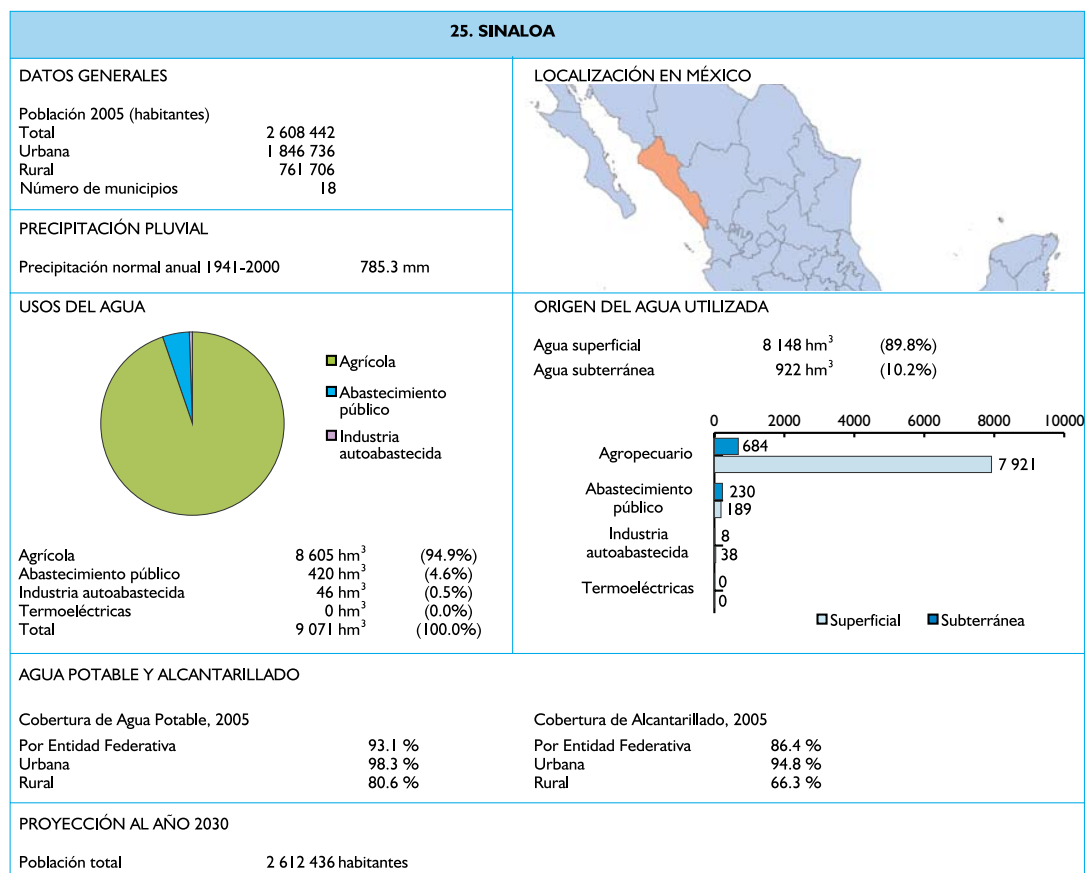 25. SINALOA
DATOS GENERALES
Población 2005 (habitantes)
Total 2 608 442
Urbana 1 846 736
Rural 761 706
Número de municipios 18
LOCALIZACIÓN EN MÉXICO
PRECIPITACIÓN PLUVIAL
Precipitación normal anual 1941-2000 785.3 mm
USOS DEL AGUA
Agrícola
Abastecimiento
público
Industria
autoabastecida
Agrícola 8 605 hm³ (94.9%)
Abastecimiento público 420 hm³ (4.6%)
Industria autoabastecida 46 hm³ (0.5%)
Termoeléctricas 0 hm³ (0.0%)
Total 9 071 hm³ (100.0%)
ORIGEN DEL AGUA UTILIZADA
Agua superficial 8 148 hm³ (89.8%)
Agua subterránea 922 hm³ (10.2%)
0 2000 4000 6000 8000 10000
Agropecuario
684
7 921
Abastecimiento
público
230
189
Industria
autoabastecida
8
38
Termoeléctricas
0
0
Superficial Subterránea
AGUA POTABLE Y ALCANTARILLADO
Cobertura de Agua Potable, 2005
Por Entidad Federativa 93.1 %
Urbana 98.3 %
Rural 80.6 %
Cobertura de Alcantarillado, 2005
Por Entidad Federativa 86.4 %
Urbana 94.8 %
Rural 66.3 %
PROYECCIÓN AL AÑO 2030
Población total 2 612 436 habitantes